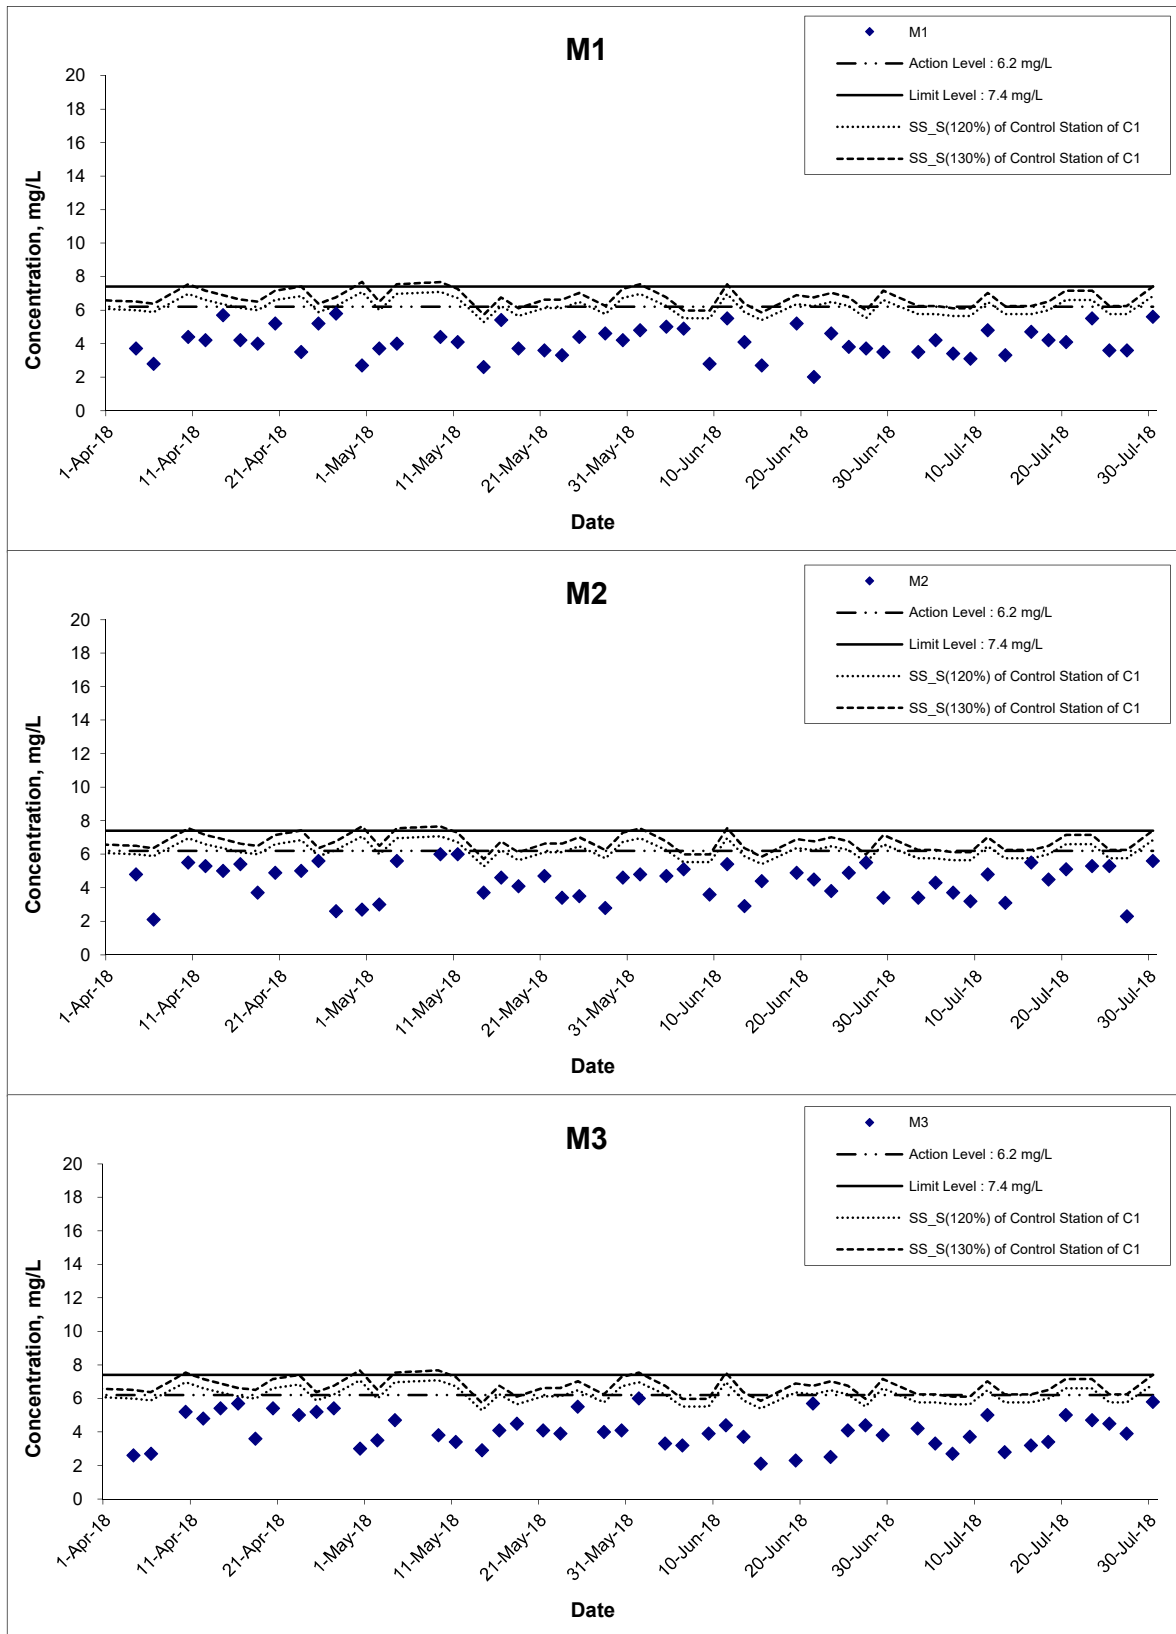 M1
M1
Action Level : 6.2 mg/L
Limit Level : 7.4 mg/L
SS_S(120%) of Control Station of C1
SS_S(130%) of Control Station of C1
Concentration, mg/L
20
18
16
14
12
10
8
6
4
2
0
1-Apr-18
11-Apr-18
21-Apr-18
1-May-18
11-May-18
21-May-18
31-May-18
10-Jun-18
20-Jun-18
30-Jun-18
10-Jul-18
20-Jul-18
30-Jul-18
Date
M2
M2
Action Level : 6.2 mg/L
Limit Level : 7.4 mg/L
SS_S(120%) of Control Station of C1
SS_S(130%) of Control Station of C1
Concentration, mg/L
20
18
16
14
12
10
8
6
4
2
0
1-Apr-18
11-Apr-18
21-Apr-18
1-May-18
11-May-18
21-May-18
31-May-18
10-Jun-18
20-Jun-18
30-Jun-18
10-Jul-18
20-Jul-18
30-Jul-18
Date
M3
M3
Action Level : 6.2 mg/L
Limit Level : 7.4 mg/L
SS_S(120%) of Control Station of C1
SS_S(130%) of Control Station of C1
Concentration, mg/L
20
18
16
14
12
10
8
6
4
2
0
1-Apr-18
11-Apr-18
21-Apr-18
1-May-18
11-May-18
21-May-18
31-May-18
10-Jun-18
20-Jun-18
30-Jun-18
10-Jul-18
20-Jul-18
30-Jul-18
Date